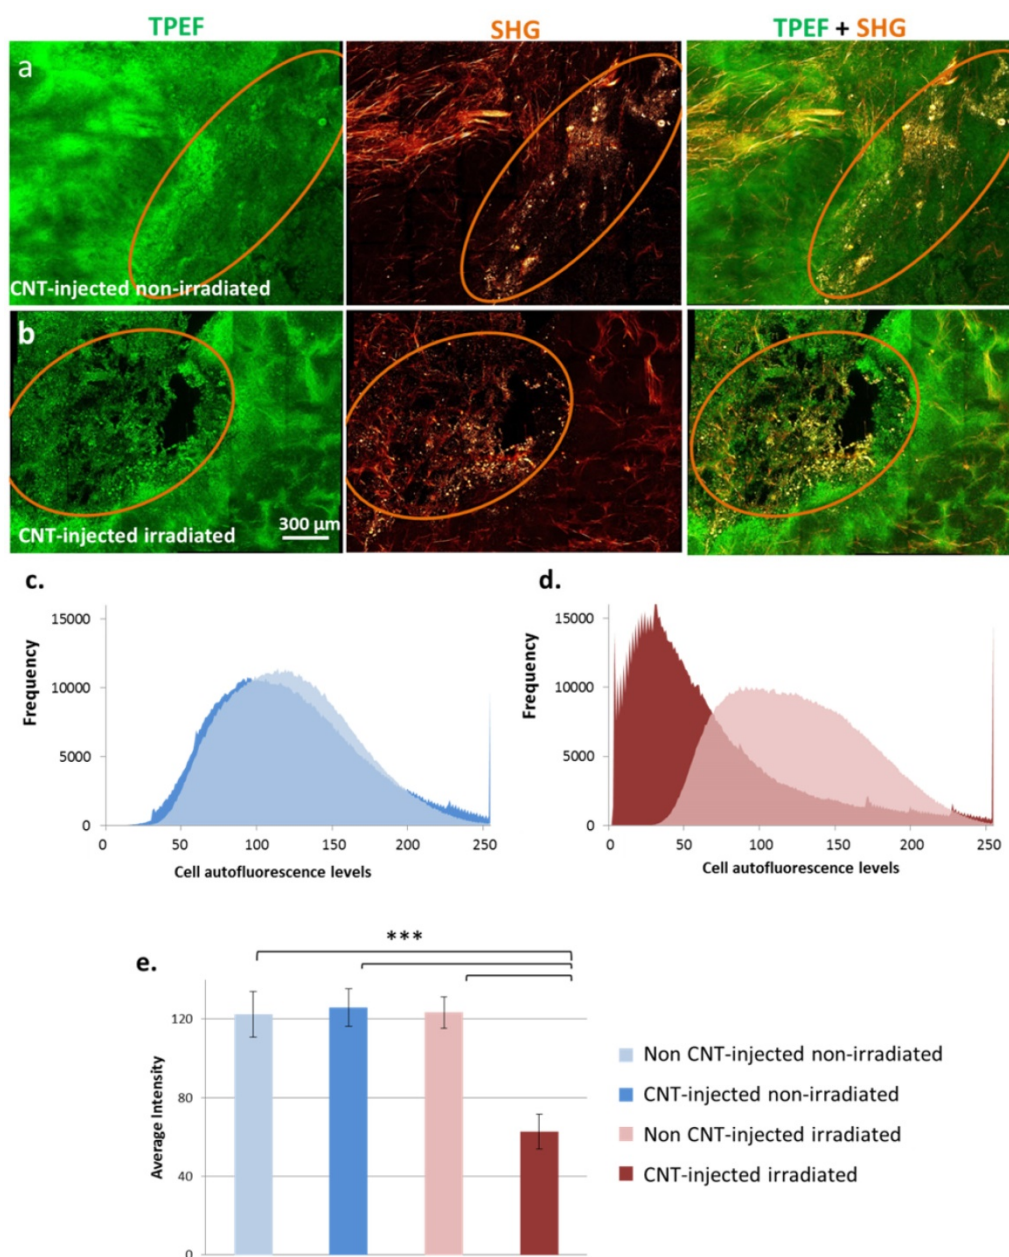 TPEF SHG TPEF + SHG
a
CNT-injected non-irradiated
b
CNT-injected irradiated 300 µm
c. d.
Frequency
15000
10000
5000
0
0 50 100 150 200 250
Cell autofluorescence levels
Frequency
15000
10000
5000
0
0 50 100 150 200 250
Cell autofluorescence levels
e.
***
Average Intensity
120
80
40
0
Non CNT-injected non-irradiated
CNT-injected non-irradiated
Non CNT-injected irradiated
CNT-injected irradiated